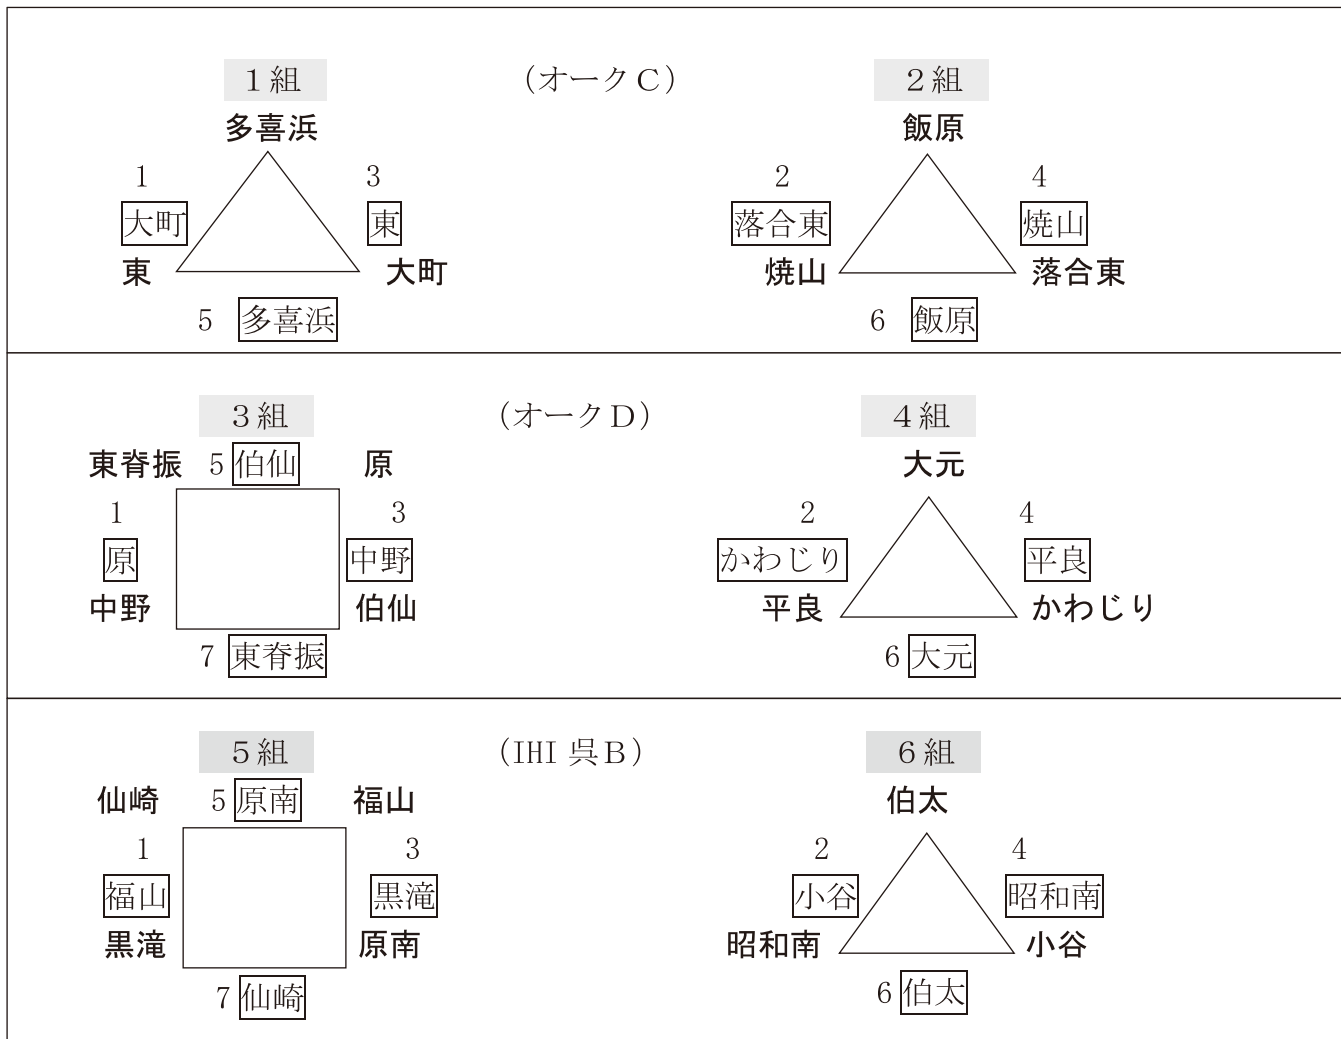 １組 （オークＣ） ２組
多喜浜 飯原
1 3 2 4
大町 東 落合東 焼山
東 大町 焼山 落合東
5 多喜浜 6 飯原
３組 （オークＤ） ４組
東脊振 5 伯仙 原 大元
1 3 2 4
原 中野 かわじり 平良
中野 伯仙 平良 かわじり
7 東脊振 6 大元
５組 （IHI 呉Ｂ） ６組
仙崎 5 原南 福山 伯太
1 3 2 4
福山 黒滝 小谷 昭和南
黒滝 原南 昭和南 小谷
7 仙崎 6 伯太